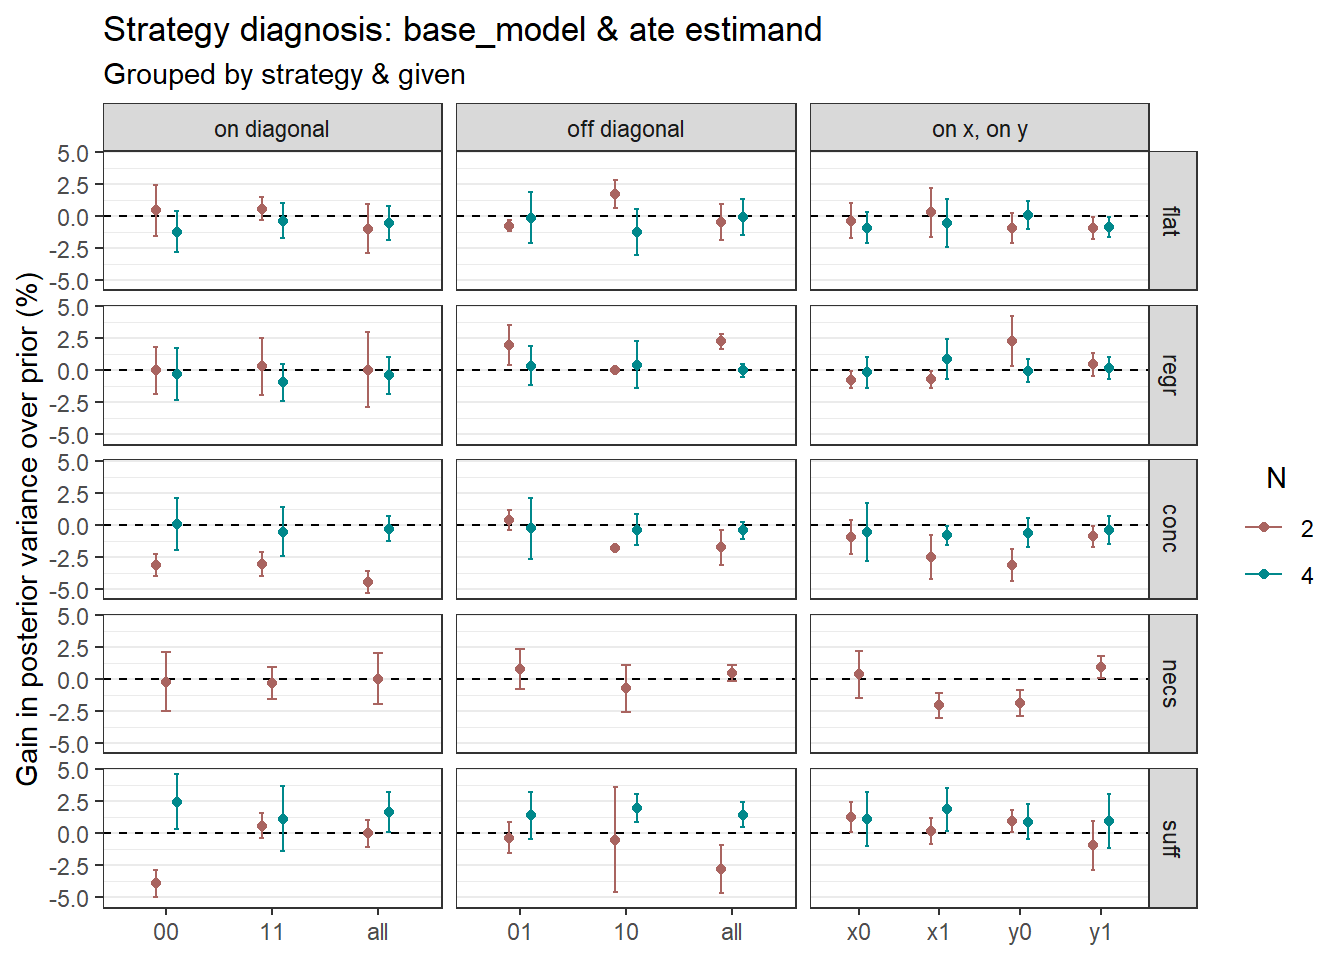 Strategy diagnosis: base_model & ate estimand
Grouped by strategy & given
on diagonal
off diagonal
on x, on y
Gain in posterior variance over prior (%)
5.0
2.5
0.0
-2.5
-5.0
flat
5.0
2.5
0.0
-2.5
-5.0
regr
5.0
2.5
0.0
-2.5
-5.0
conc
5.0
2.5
0.0
-2.5
-5.0
necs
5.0
2.5
0.0
-2.5
-5.0
suff
00 11 all
01 10 all
x0 x1 y0 y1
N
2
4